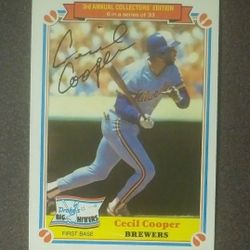 3rd ANNUAL COLLECTORS' EDITION
6 in a series of 33
Cecil Cooper
Drake's
BIG HITTERS
FIRST BASE
Cecil Cooper
BREWERS